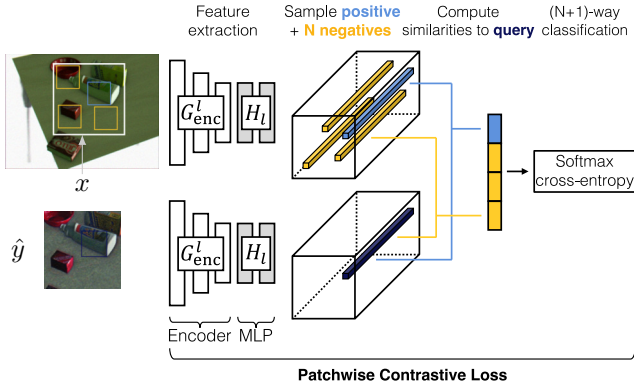 Feature extraction
Sample positive + N negatives
Compute similarities to query
(N+1)-way classification
G^l_enc
H_l
x
Softmax cross-entropy
ŷ
G^l_enc
H_l
Encoder
MLP
Patchwise Contrastive Loss